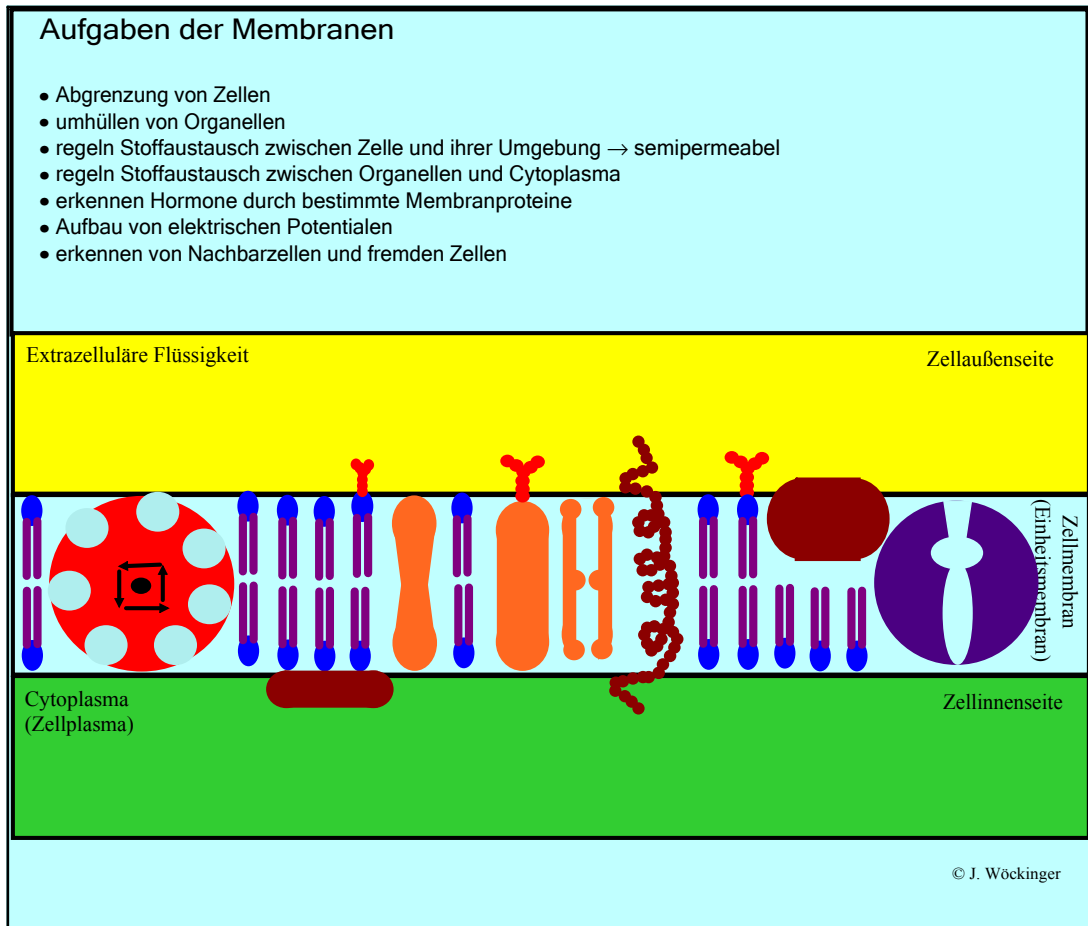 Aufgaben der Membranen
• Abgrenzung von Zellen
• umhüllen von Organellen
• regeln Stoffaustausch zwischen Zelle und ihrer Umgebung → semipermeabel
• regeln Stoffaustausch zwischen Organellen und Cytoplasma
• erkennen Hormone durch bestimmte Membranproteine
• Aufbau von elektrischen Potentialen
• erkennen von Nachbarzellen und fremden Zellen
Extrazelluläre Flüssigkeit
Zellaußenseite
Zellmembran
(Einheitsmembran)
Cytoplasma
(Zellplasma)
Zellinnenseite
© J. Wöckinger